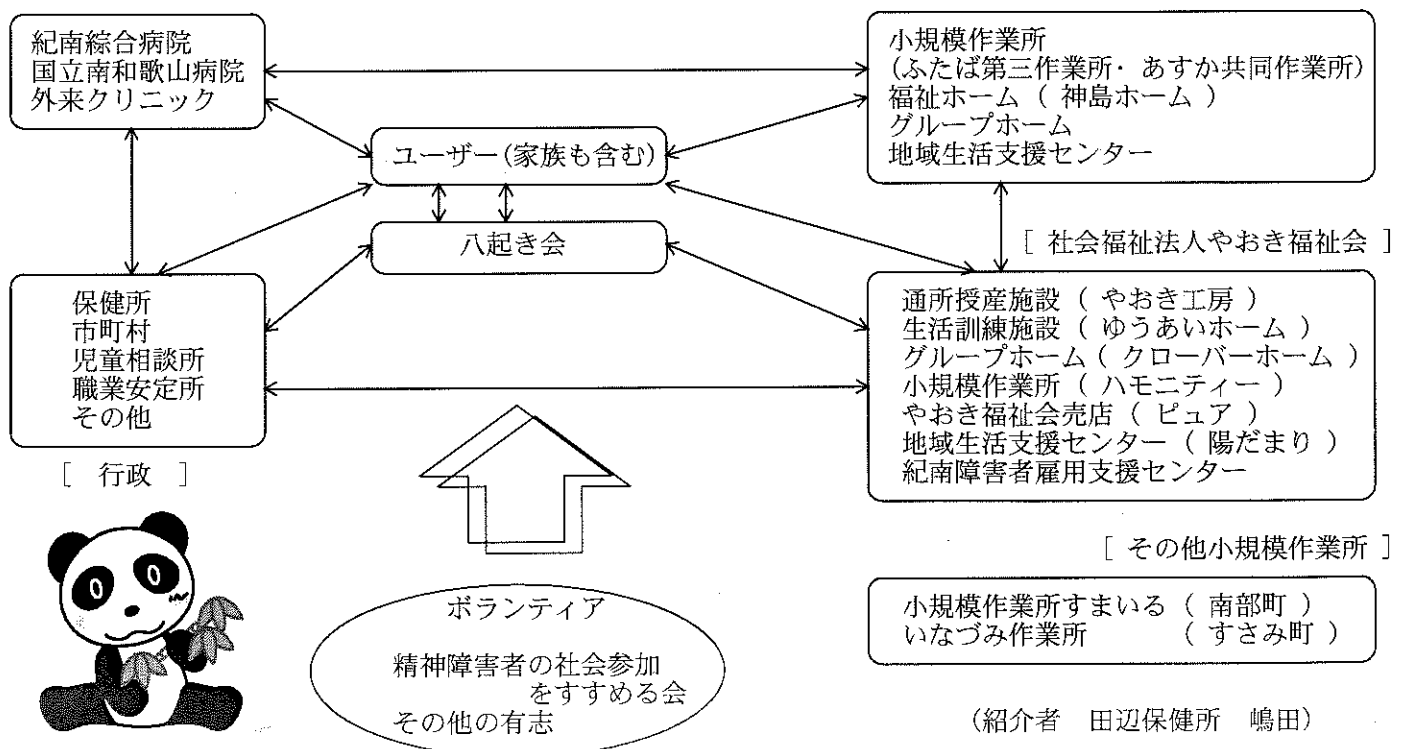 紀南綜合病院
国立南和歌山病院
外来クリニック
小規模作業所
(ふたば第三作業所・あすか共同作業所)
福祉ホーム ( 神島ホーム )
グループホーム
地域生活支援センター
ユーザー(家族も含む)
八起き会
[ 社会福祉法人やおき福祉会 ]
保健所
市町村
児童相談所
職業安定所
その他
[ 行政 ]
通所授産施設 ( やおき工房 )
生活訓練施設 ( ゆうあいホーム )
グループホーム ( クローバーホーム )
小規模作業所 ( ハモニティー )
やおき福祉会売店 ( ピュア )
地域生活支援センター ( 陽だまり )
紀南障害者雇用支援センター
[ その他小規模作業所 ]
小規模作業所すまいる ( 南部町 )
いなづみ作業所 ( すさみ町 )
ボランティア
精神障害者の社会参加
をすすめる会
その他の有志
(紹介者 田辺保健所 嶋田)